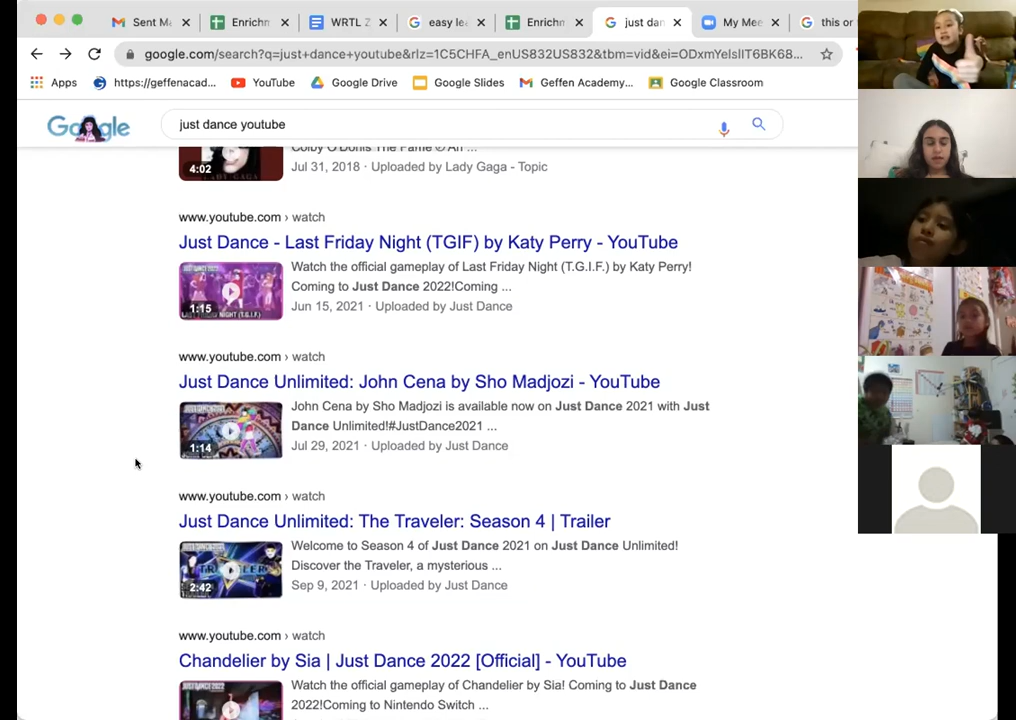 Sent M
Enrichm
WRTL Z
easy le
Enrichm
just dan
My Mee
this or
google.com/search?q=just+dance+youtube&rlz=1C5CHFA_enUS832US832&tbm=vid&ei=ODxmYelsIIT6BK68...
Apps
https://geffenacad...
YouTube
Google Drive
Google Slides
Geffen Academy...
Google Classroom
just dance youtube
Colby O'Donis The Fame ℗ An ...
4:02
Jul 31, 2018 · Uploaded by Lady Gaga - Topic
www.youtube.com › watch
Just Dance - Last Friday Night (TGIF) by Katy Perry - YouTube
Watch the official gameplay of Last Friday Night (T.G.I.F.) by Katy Perry!
Coming to Just Dance 2022!Coming ...
1:15
Jun 15, 2021 · Uploaded by Just Dance
www.youtube.com › watch
Just Dance Unlimited: John Cena by Sho Madjozi - YouTube
John Cena by Sho Madjozi is available now on Just Dance 2021 with Just
Dance Unlimited!#JustDance2021 ...
1:14
Jul 29, 2021 · Uploaded by Just Dance
www.youtube.com › watch
Just Dance Unlimited: The Traveler: Season 4 | Trailer
Welcome to Season 4 of Just Dance 2021 on Just Dance Unlimited!
Discover the Traveler, a mysterious ...
2:42
Sep 9, 2021 · Uploaded by Just Dance
www.youtube.com › watch
Chandelier by Sia | Just Dance 2022 [Official] - YouTube
Watch the official gameplay of Chandelier by Sia! Coming to Just Dance
2022!Coming to Nintendo Switch ...